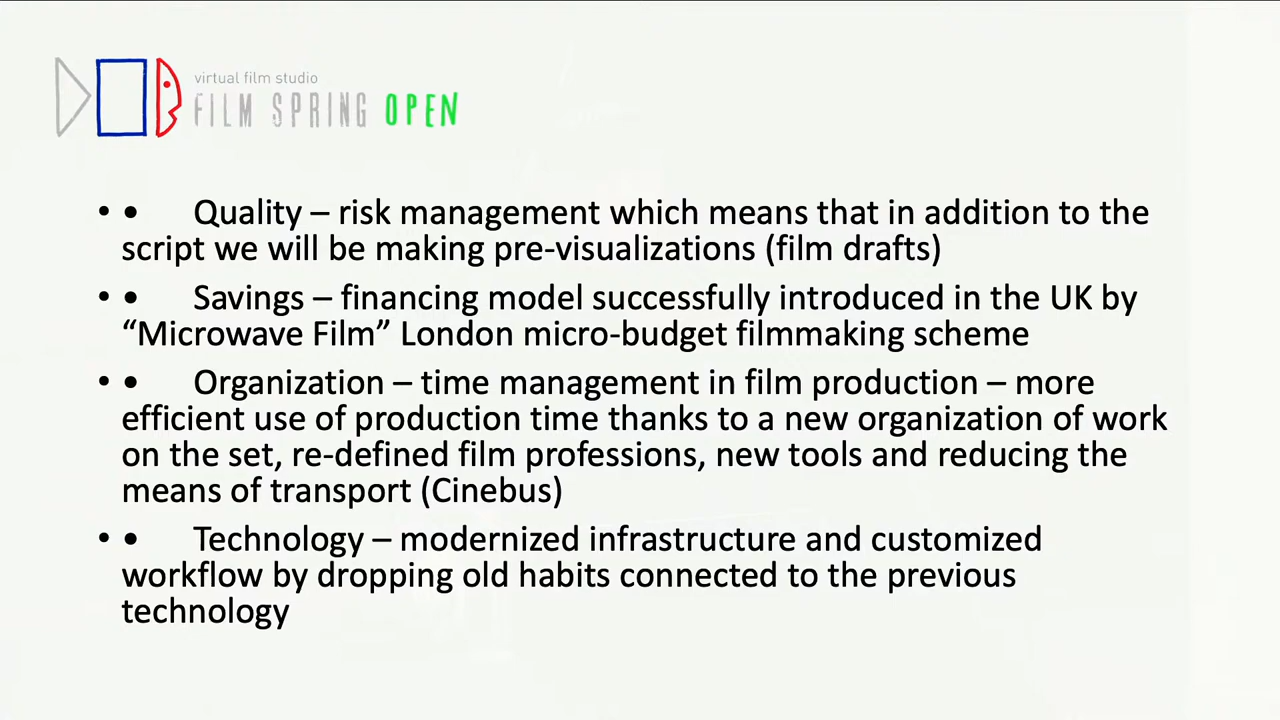 virtual film studio
FILM SPRING OPEN
• • Quality – risk management which means that in addition to the
script we will be making pre-visualizations (film drafts)
• • Savings – financing model successfully introduced in the UK by
“Microwave Film” London micro-budget filmmaking scheme
• • Organization – time management in film production – more
efficient use of production time thanks to a new organization of work
on the set, re-defined film professions, new tools and reducing the
means of transport (Cinebus)
• • Technology – modernized infrastructure and customized
workflow by dropping old habits connected to the previous
technology